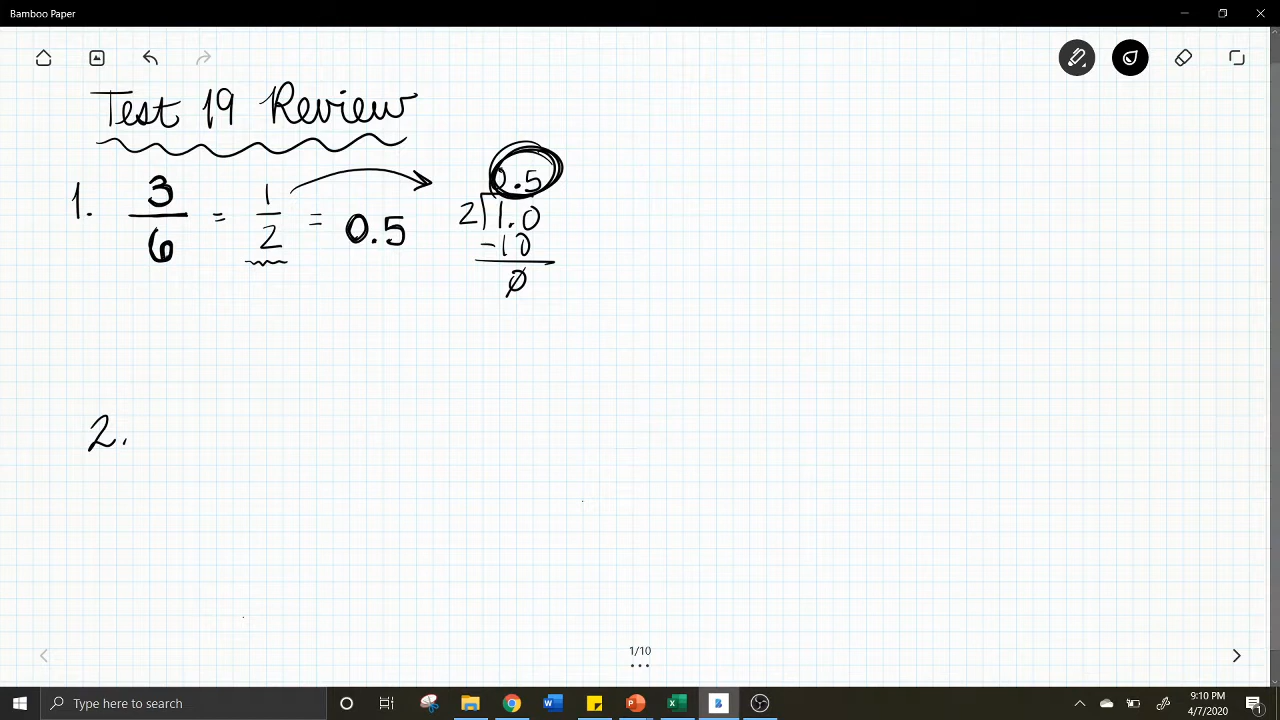 Bamboo Paper
Test 19 Review
1. 3/6 = 1/2 = 0.5
0.5
2)1.0
-10
0
2.
1/10
Type here to search
9:10 PM
4/7/2020
1